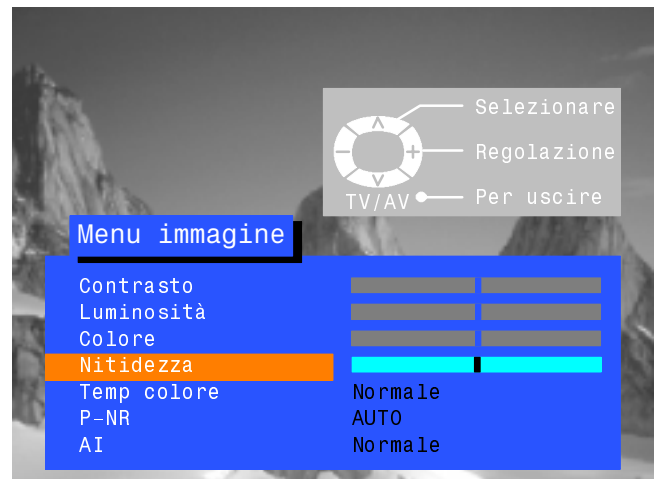 Selezionare
Regolazione
TV/AV Per uscire
Menu immagine
Contrasto
Luminosità
Colore
Nitidezza
Temp colore Normale
P-NR AUTO
AI Normale